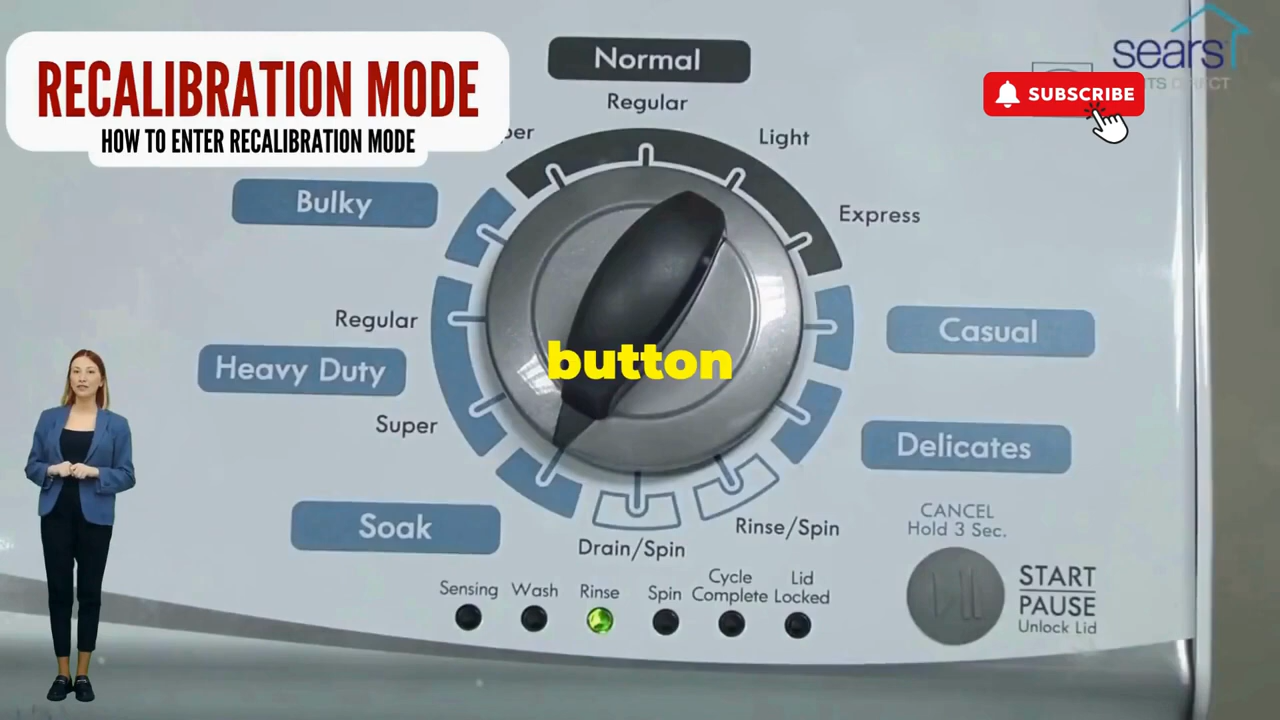 RECALIBRATION MODE
HOW TO ENTER RECALIBRATION MODE
sears
DIRECT
SUBSCRIBE
Normal
Regular
Light
Express
Bulky
Regular
Heavy Duty
Super
Soak
button
Casual
Delicates
Rinse/Spin
Drain/Spin
CANCEL
Hold 3 Sec.
START
PAUSE
Unlock Lid
Sensing
Wash
Rinse
Spin
Cycle
Complete
Lid
Locked